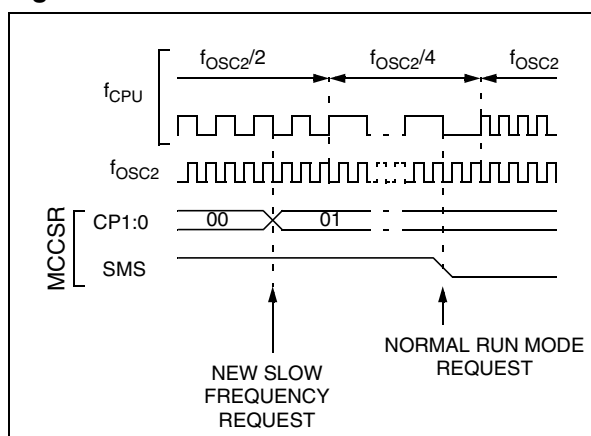 fOSC2/2 fOSC2/4 fOSC2
fCPU
fOSC2
MCCSR
CP1:0 00 01
SMS
NEW SLOW
FREQUENCY
REQUEST
NORMAL RUN MODE
REQUEST